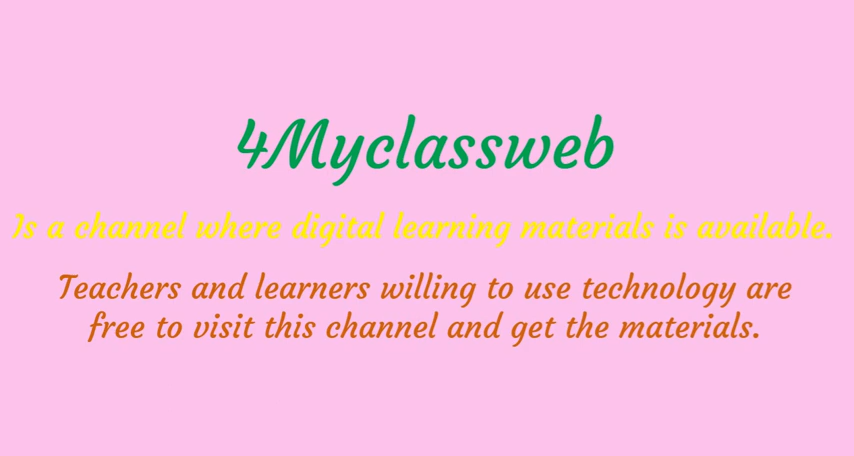 4Myclassweb
Is a channel where digital learning materials is available.
Teachers and learners willing to use technology are
free to visit this channel and get the materials.